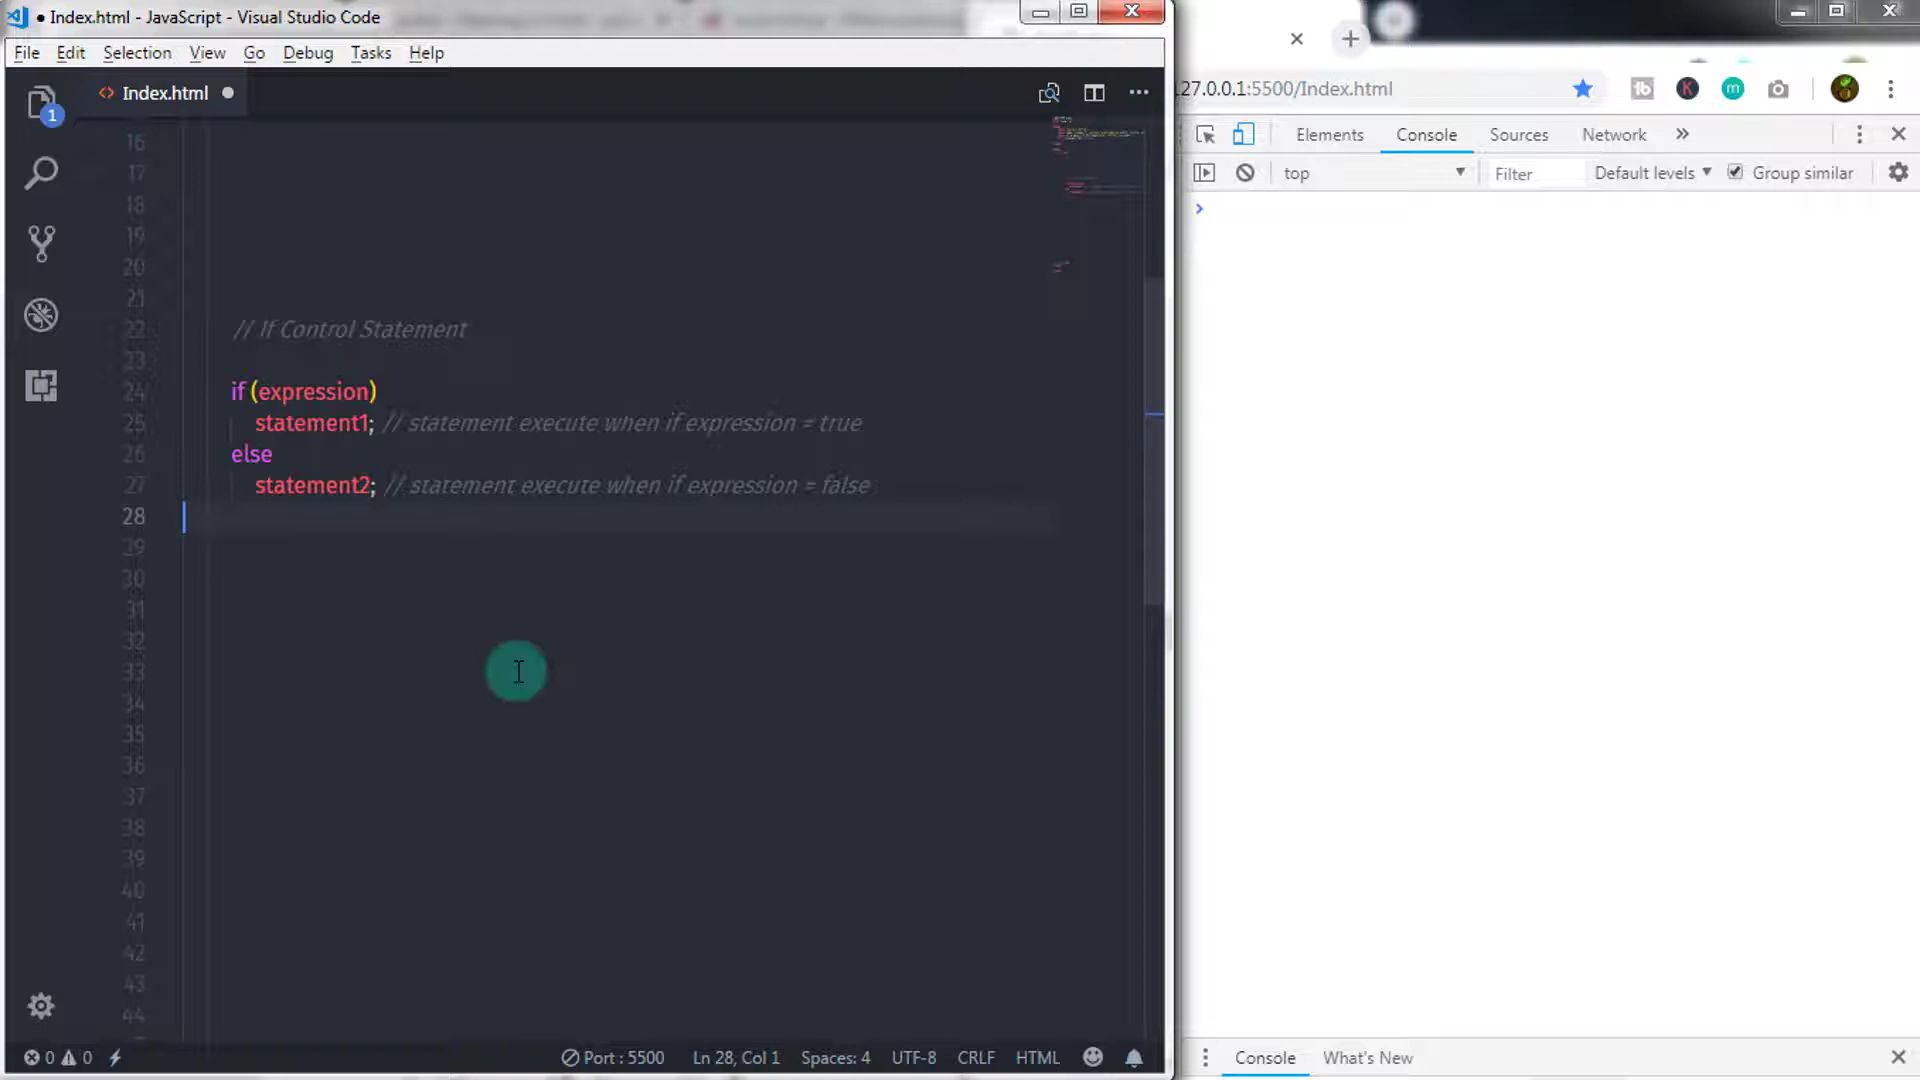 ● Index.html - JavaScript - Visual Studio Code
File Edit Selection View Go Debug Tasks Help
1
<> Index.html ●
16
17
18
19
20
21
22 // If Control Statement
23
24 if (expression)
25 statement1; // statement execute when if expression = true
26 else
27 statement2; // statement execute when if expression = false
28
29
30
31
32
33
34
35
36
37
38
39
40
41
42
43
44
0 0 Port : 5500 Ln 28, Col 1 Spaces: 4 UTF-8 CRLF HTML
127.0.0.1:5500/Index.html
tb K m
Elements Console Sources Network »
top Filter Default levels Group similar
>
Console What's New